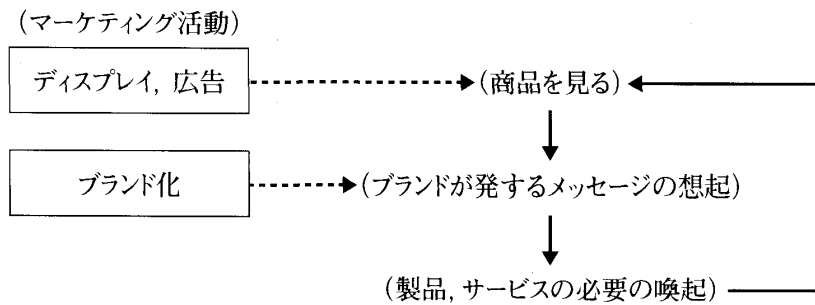 (マーケティング活動)
ディスプレイ, 広告
(商品を見る)
ブランド化
(ブランドが発するメッセージの想起)
(製品, サービスの必要の喚起)